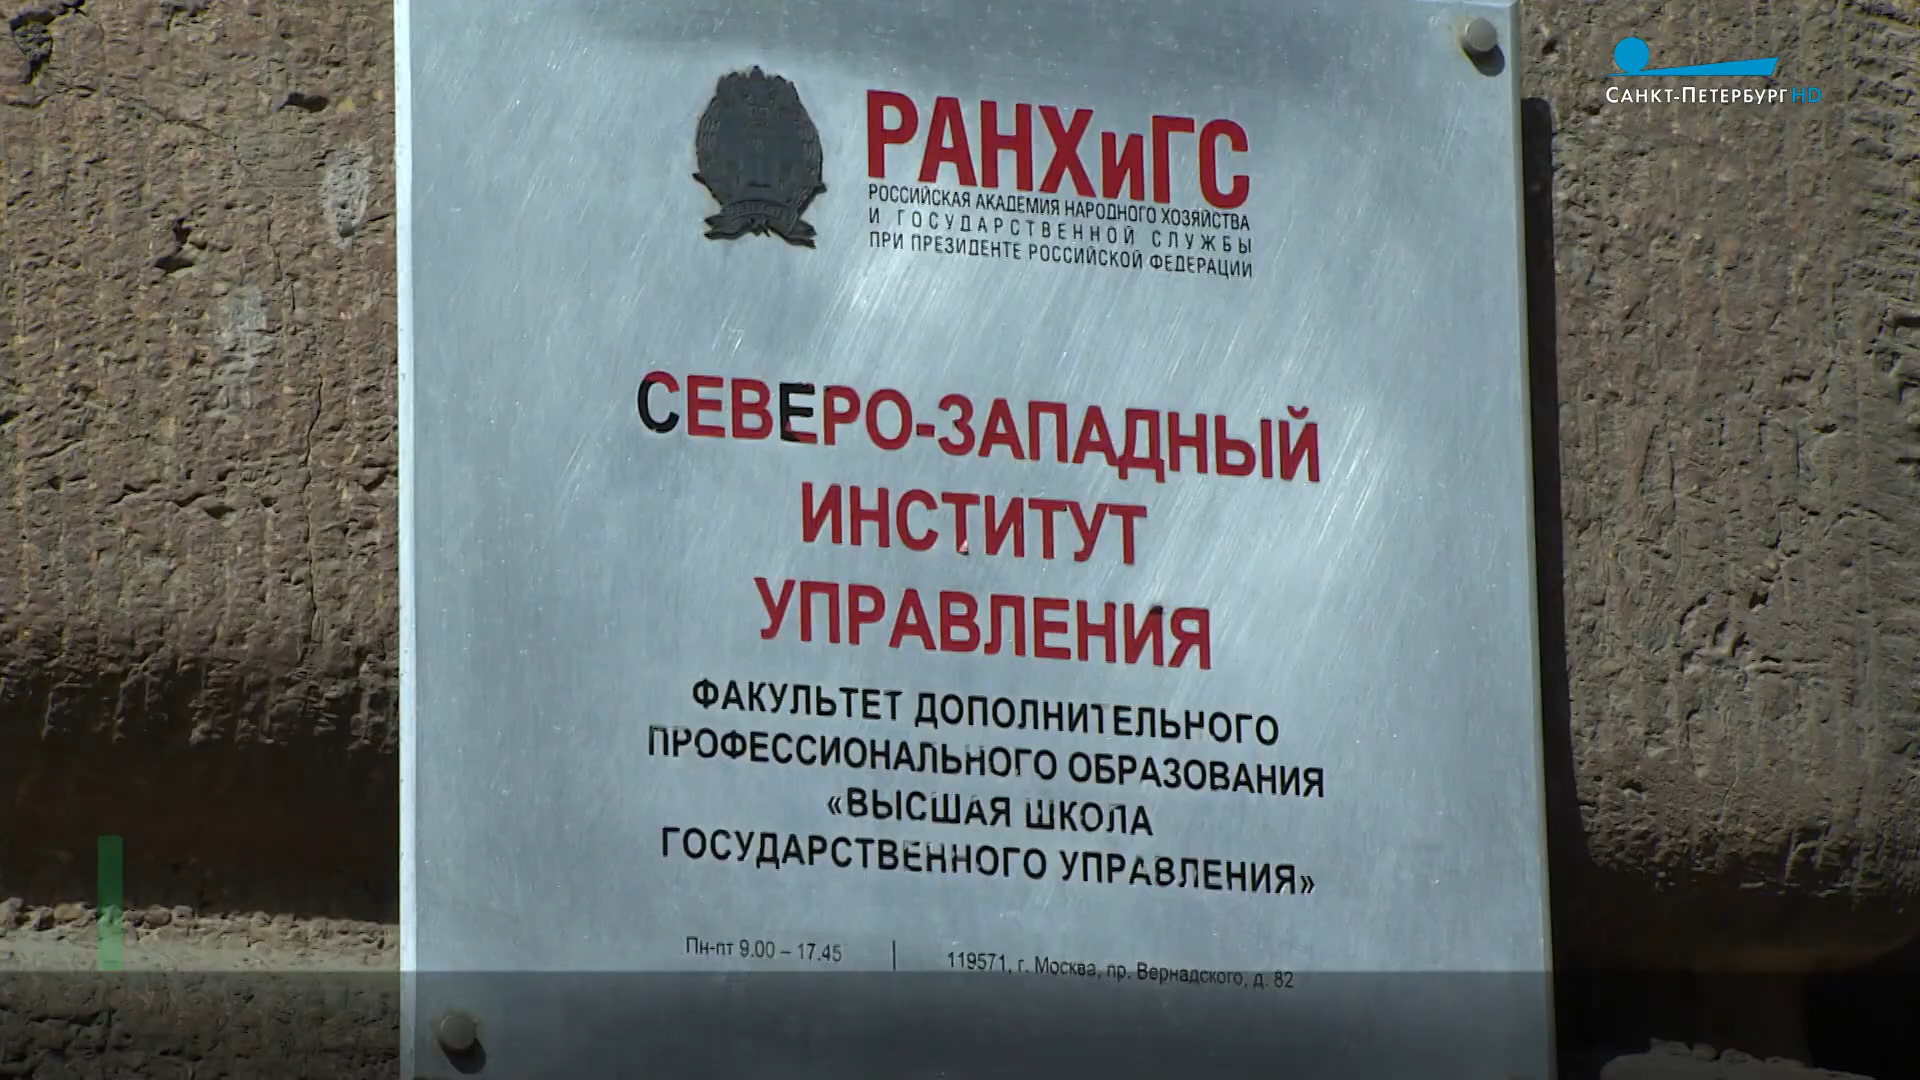 САНКТ-ПЕТЕРБУРГ HD
РАНХиГС
РОССИЙСКАЯ АКАДЕМИЯ НАРОДНОГО ХОЗЯЙСТВА
И ГОСУДАРСТВЕННОЙ СЛУЖБЫ
ПРИ ПРЕЗИДЕНТЕ РОССИЙСКОЙ ФЕДЕРАЦИИ
СЕВЕРО-ЗАПАДНЫЙ
ИНСТИТУТ
УПРАВЛЕНИЯ
ФАКУЛЬТЕТ ДОПОЛНИТЕЛЬНОГО
ПРОФЕССИОНАЛЬНОГО ОБРАЗОВАНИЯ
«ВЫСШАЯ ШКОЛА
ГОСУДАРСТВЕННОГО УПРАВЛЕНИЯ»
Пн-пт 9.00 – 17.45 | 119571, г. Москва, пр. Вернадского, д. 82